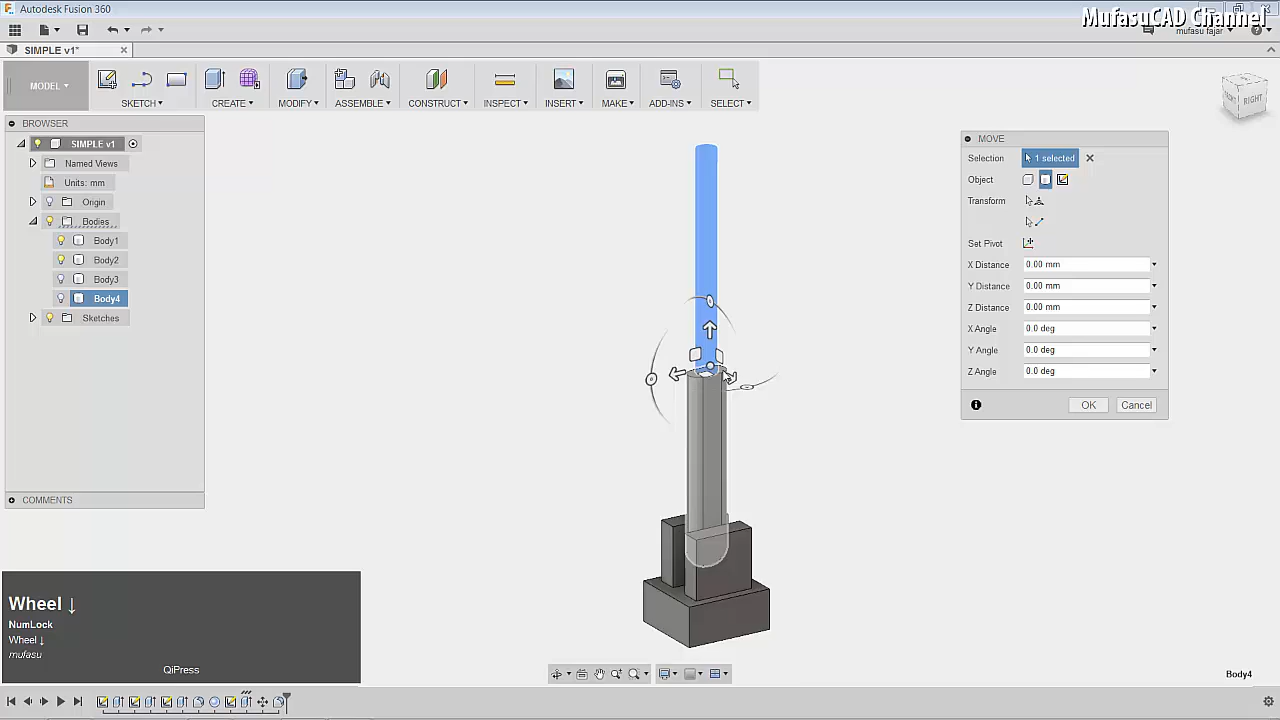 Autodesk Fusion 360
MufasuCAD Channel
mufasu fajar
SIMPLE v1*
MODEL
SKETCH
CREATE
MODIFY
ASSEMBLE
CONSTRUCT
INSPECT
INSERT
MAKE
ADD-INS
SELECT
BROWSER
SIMPLE v1
Named Views
Units: mm
Origin
Bodies
Body1
Body2
Body3
Body4
Sketches
COMMENTS
RIGHT
MOVE
Selection 1 selected
Object
Transform
Set Pivot
X Distance 0.00 mm
Y Distance 0.00 mm
Z Distance 0.00 mm
X Angle 0.0 deg
Y Angle 0.0 deg
Z Angle 0.0 deg
OK Cancel
Wheel ↓
NumLock
Wheel ↓
mufasu
QiPress
Body4